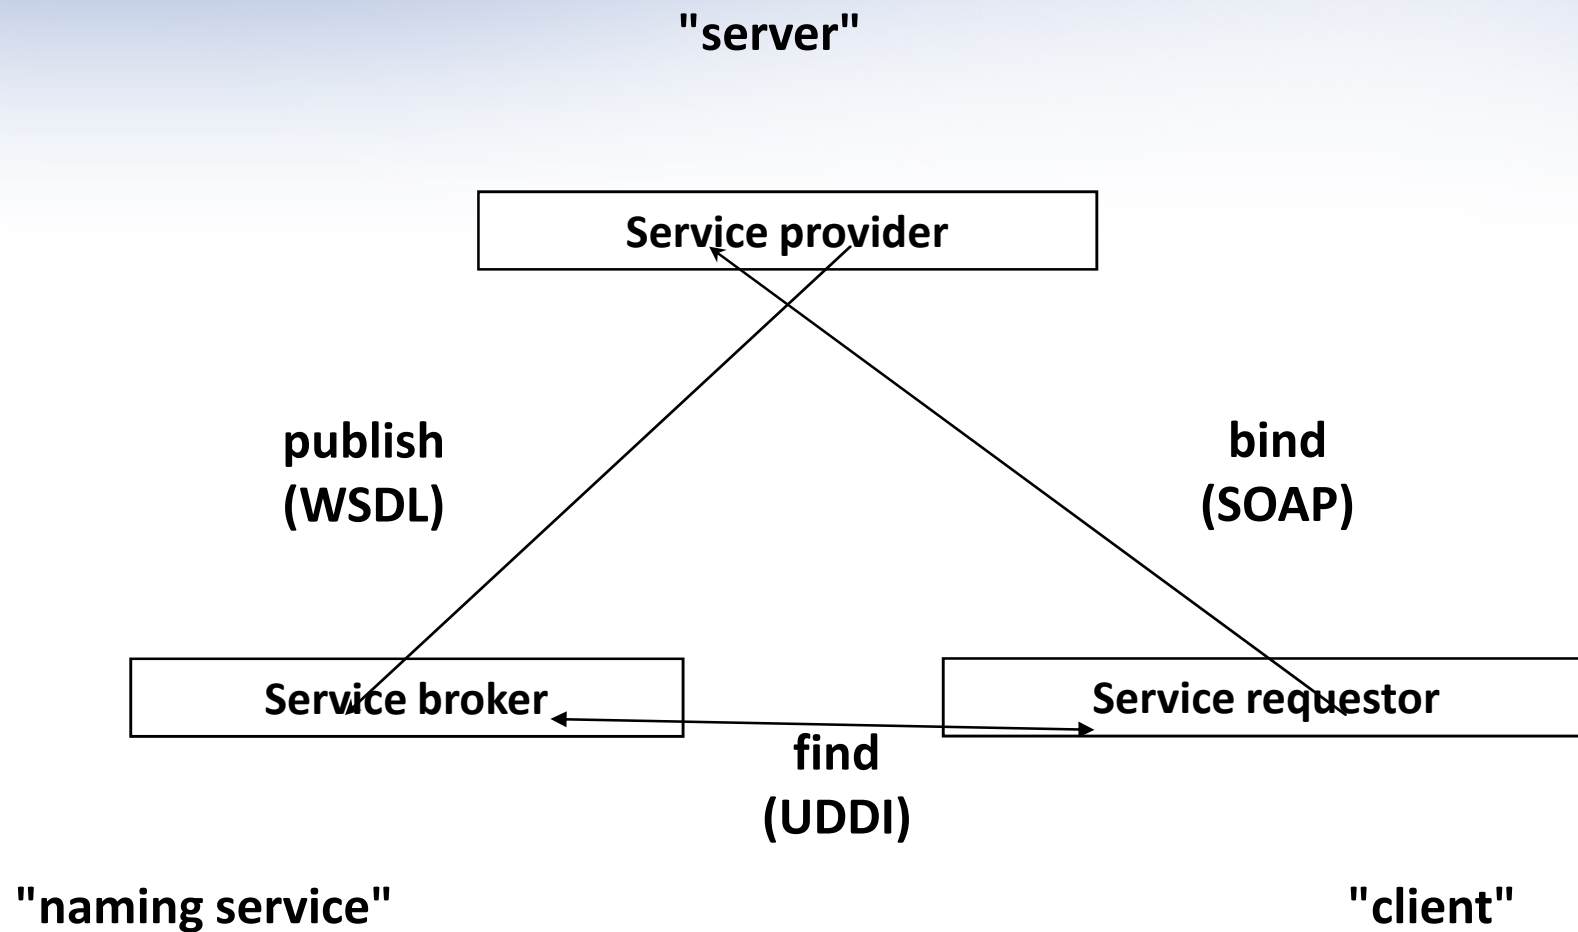 "server"
Service provider
publish
(WSDL)
bind
(SOAP)
Service broker
Service requestor
find
(UDDI)
"naming service"
"client"